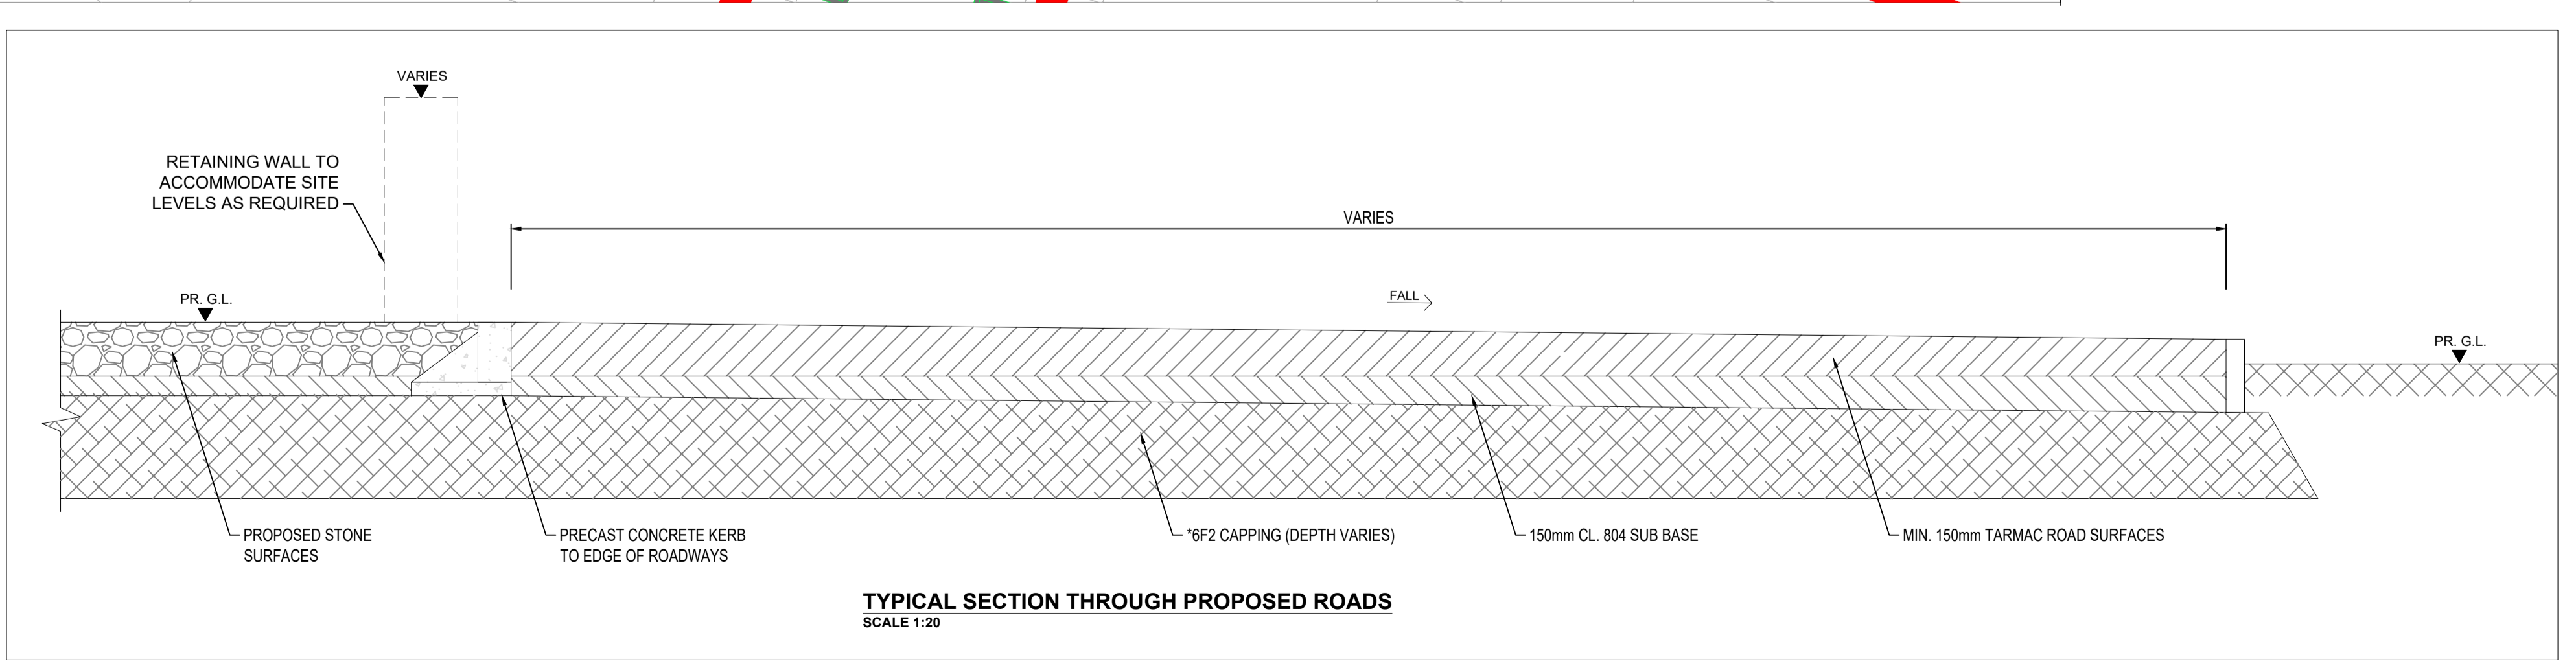 VARIES
RETAINING WALL TO
ACCOMMODATE SITE
LEVELS AS REQUIRED
VARIES
PR. G.L.
FALL
PR. G.L.
PROPOSED STONE
SURFACES
PRECAST CONCRETE KERB
TO EDGE OF ROADWAYS
*6F2 CAPPING (DEPTH VARIES)
150mm CL. 804 SUB BASE
MIN. 150mm TARMAC ROAD SURFACES
TYPICAL SECTION THROUGH PROPOSED ROADS
SCALE 1:20